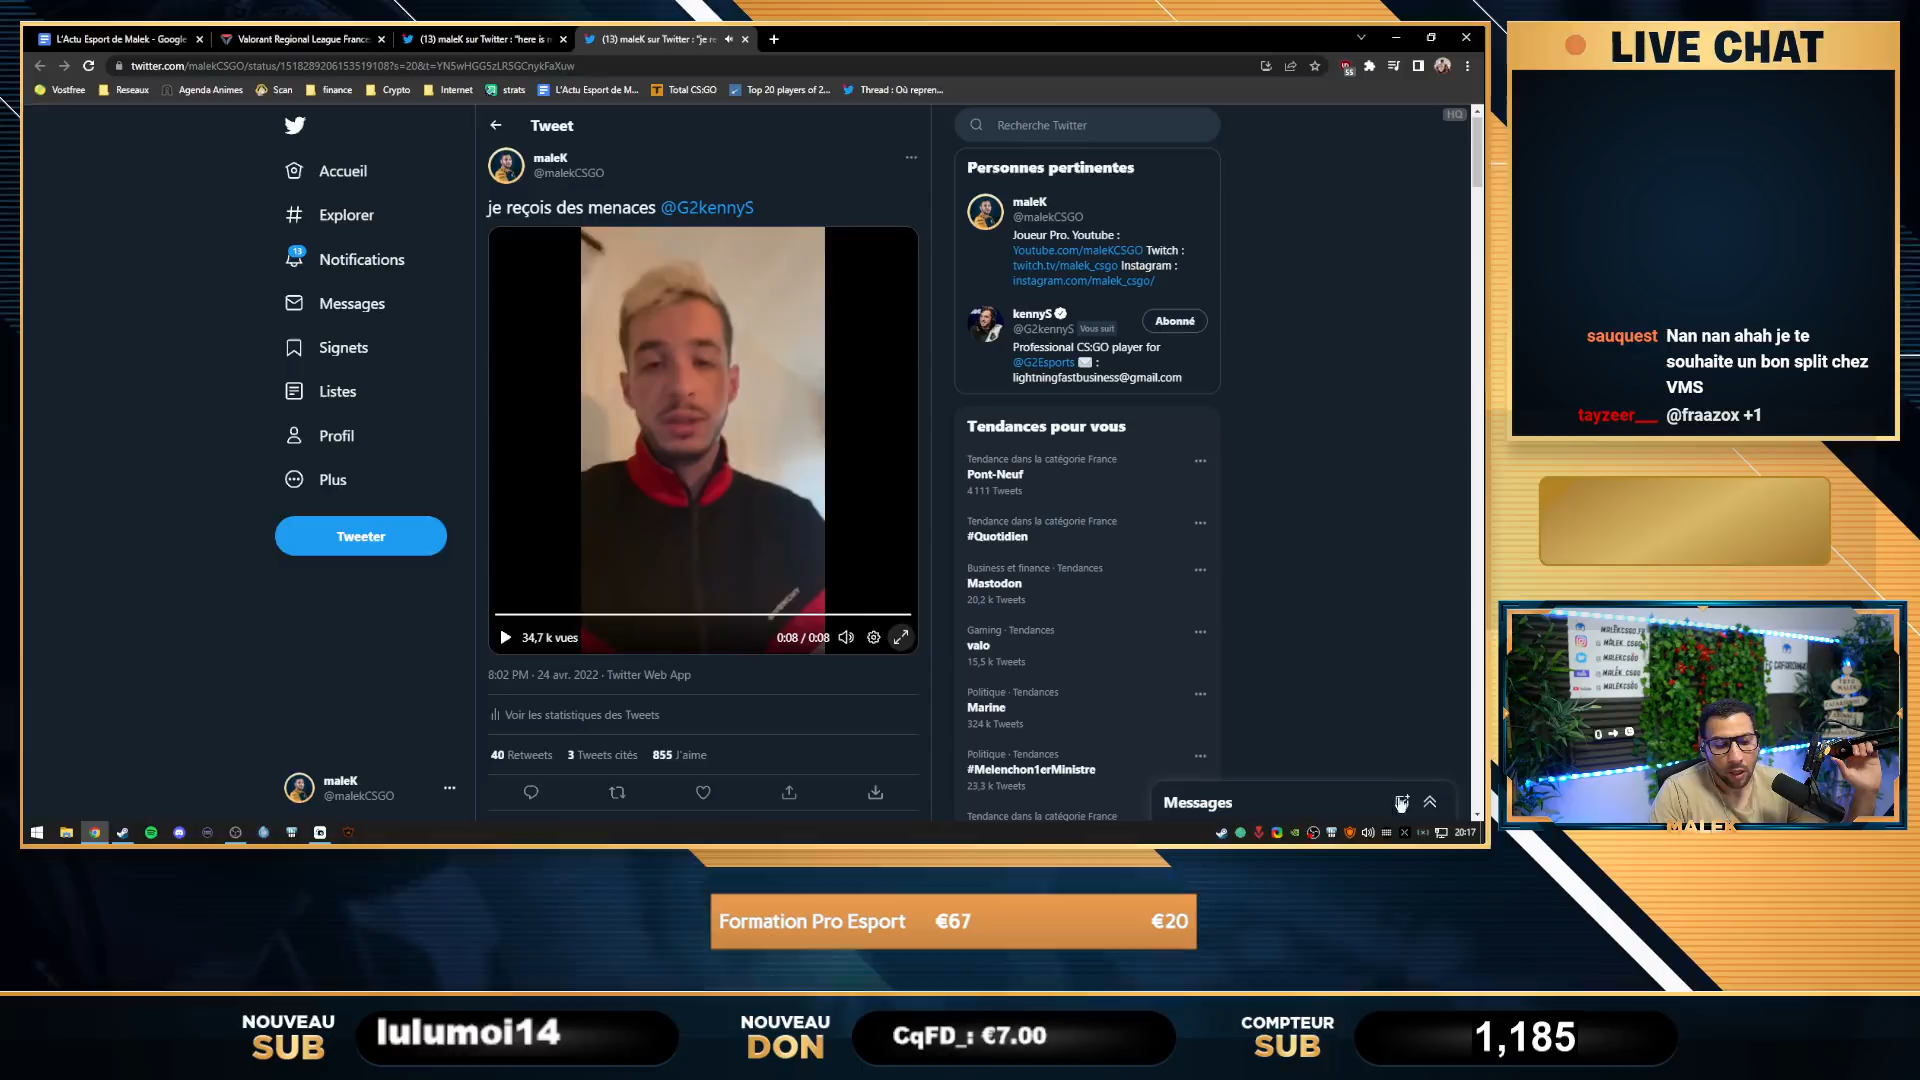 L'Actu Esport de Malek - Google
Valorant Regional League France
(13) maleK sur Twitter : "here is n
(13) maleK sur Twitter : "je re
twitter.com/malekCSGO/status/1518289206153519108?s=20&t=YN5wHGG5zLR5GCnykFaXuw
Vostfree
Reseaux
Agenda Animes
Scan
finance
Crypto
Internet
strats
L'Actu Esport de M...
Total CS:GO
Top 20 players of 2...
Thread : Où repren...
HQ
Accueil
Explorer
13
Notifications
Messages
Signets
Listes
Profil
Plus
Tweeter
maleK
@malekCSGO
Tweet
maleK
@malekCSGO
je reçois des menaces @G2kennyS
34,7 k vues
0:08 / 0:08
8:02 PM · 24 avr. 2022 · Twitter Web App
Voir les statistiques des Tweets
40 Retweets 3 Tweets cités 855 J'aime
Recherche Twitter
Personnes pertinentes
maleK
@malekCSGO
Joueur Pro. Youtube :
Youtube.com/maleKCSGO Twitch :
twitch.tv/malek_csgo Instagram :
instagram.com/malek_csgo/
kennyS
@G2kennyS Vous suit
Abonné
Professional CS:GO player for
@G2Esports :
lightningfastbusiness@gmail.com
Tendances pour vous
Tendance dans la catégorie France
Pont-Neuf
4 111 Tweets
Tendance dans la catégorie France
#Quotidien
Business et finance · Tendances
Mastodon
20,2 k Tweets
Gaming · Tendances
valo
15,5 k Tweets
Politique · Tendances
Marine
324 k Tweets
Politique · Tendances
#Melenchon1erMinistre
23,3 k Tweets
Tendance dans la catégorie France
Messages
20:17
LIVE CHAT
sauquest Nan nan ahah je te
souhaite un bon split chez
VMS
tayzeer__ @fraazox +1
MALEK
Formation Pro Esport €67 €20
NOUVEAU
SUB
lulumoi14
NOUVEAU
DON
CqFD_: €7.00
COMPTEUR
SUB
1,185